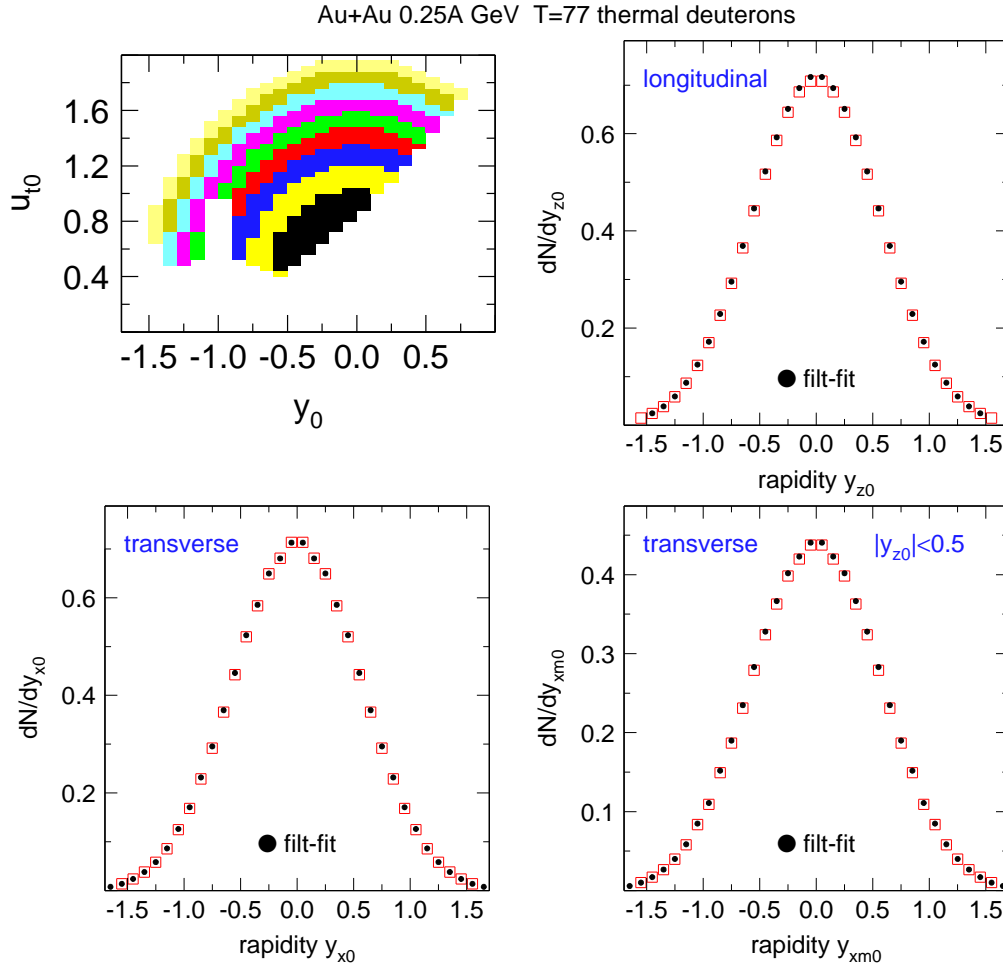 Au+Au 0.25A GeV T=77 thermal deuterons
u_t0
1.6
1.2
0.8
0.4
-1.5 -1.0 -0.5 0.0 0.5
y_0
longitudinal
dN/dy_z0
0.6
0.4
0.2
filt-fit
-1.5 -1.0 -0.5 0.0 0.5 1.0 1.5
rapidity y_z0
transverse
dN/dy_x0
0.6
0.4
0.2
filt-fit
-1.5 -1.0 -0.5 0.0 0.5 1.0 1.5
rapidity y_x0
transverse |y_z0|<0.5
dN/dy_xm0
0.4
0.3
0.2
0.1
filt-fit
-1.5 -1.0 -0.5 0.0 0.5 1.0 1.5
rapidity y_xm0